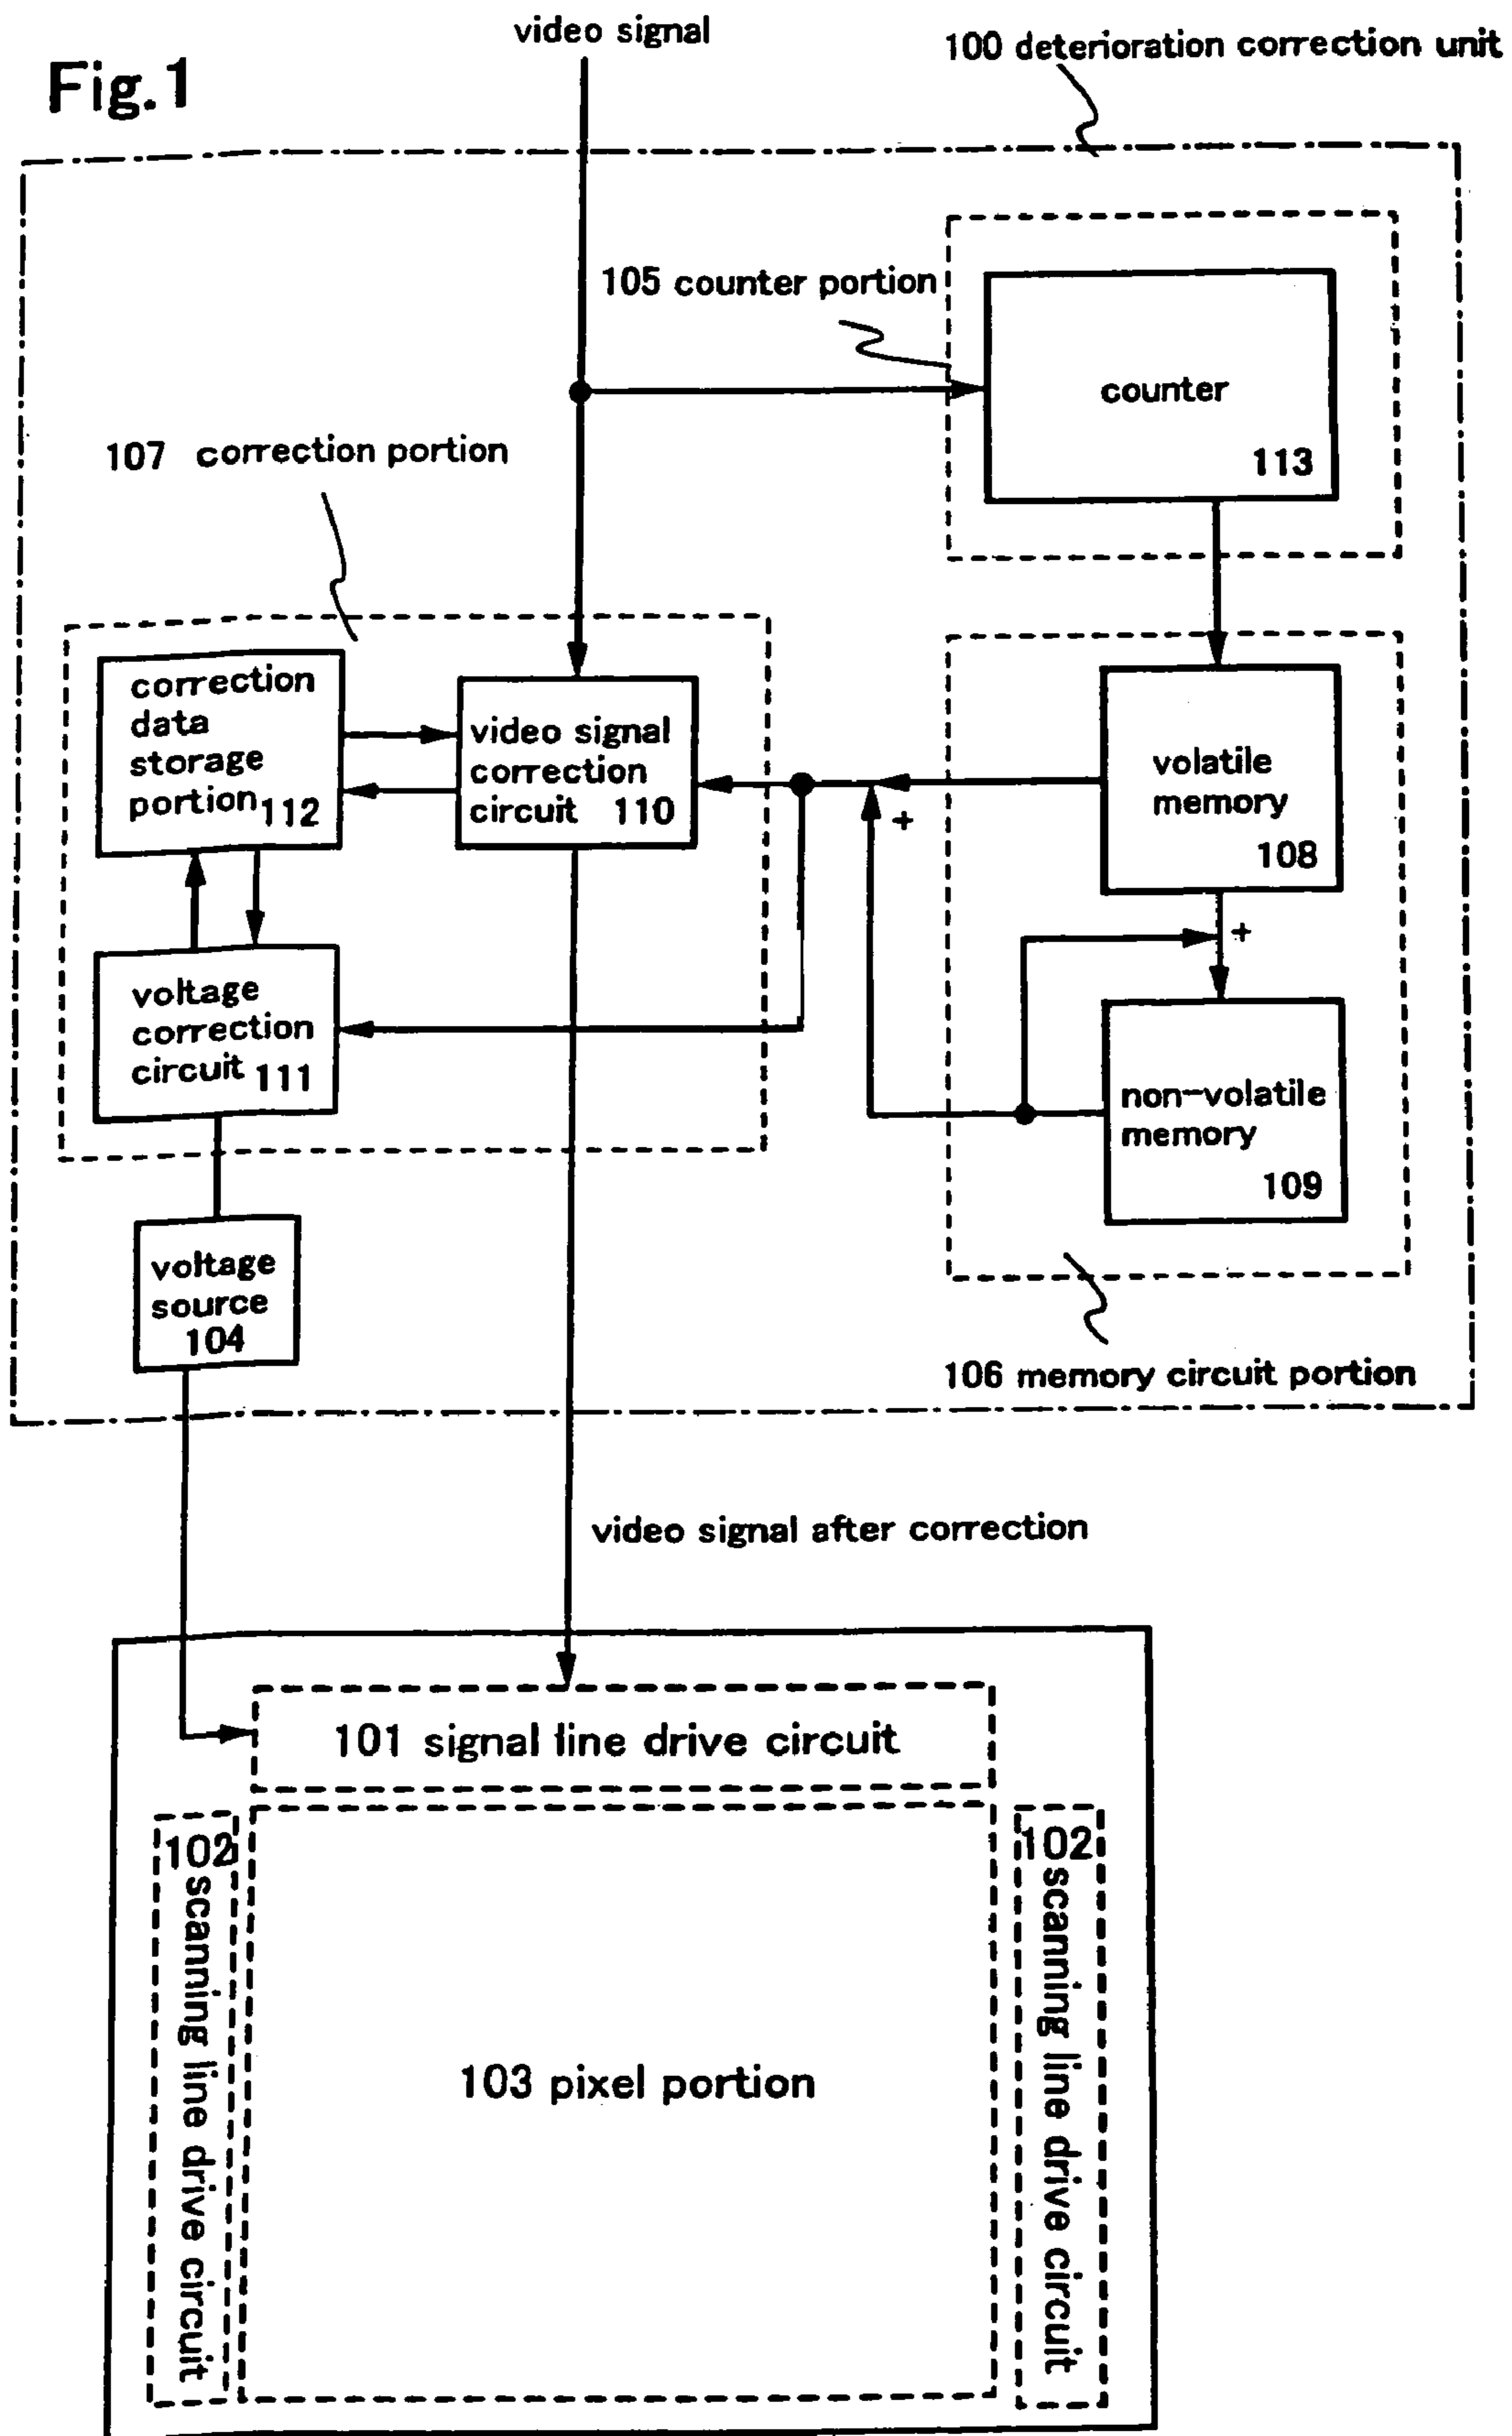 video signal
100 deterioration correction unit
Fig.1
105 counter portion
counter
113
107 correction portion
correction
data
storage
portion 112
video signal
correction
circuit 110
volatile
memory
108
+
+
voltage
correction
circuit 111
non-volatile
memory
109
voltage
source
104
106 memory circuit portion
video signal after correction
101 signal line drive circuit
102
scanning line drive circuit
103 pixel portion
102
scanning line drive circuit